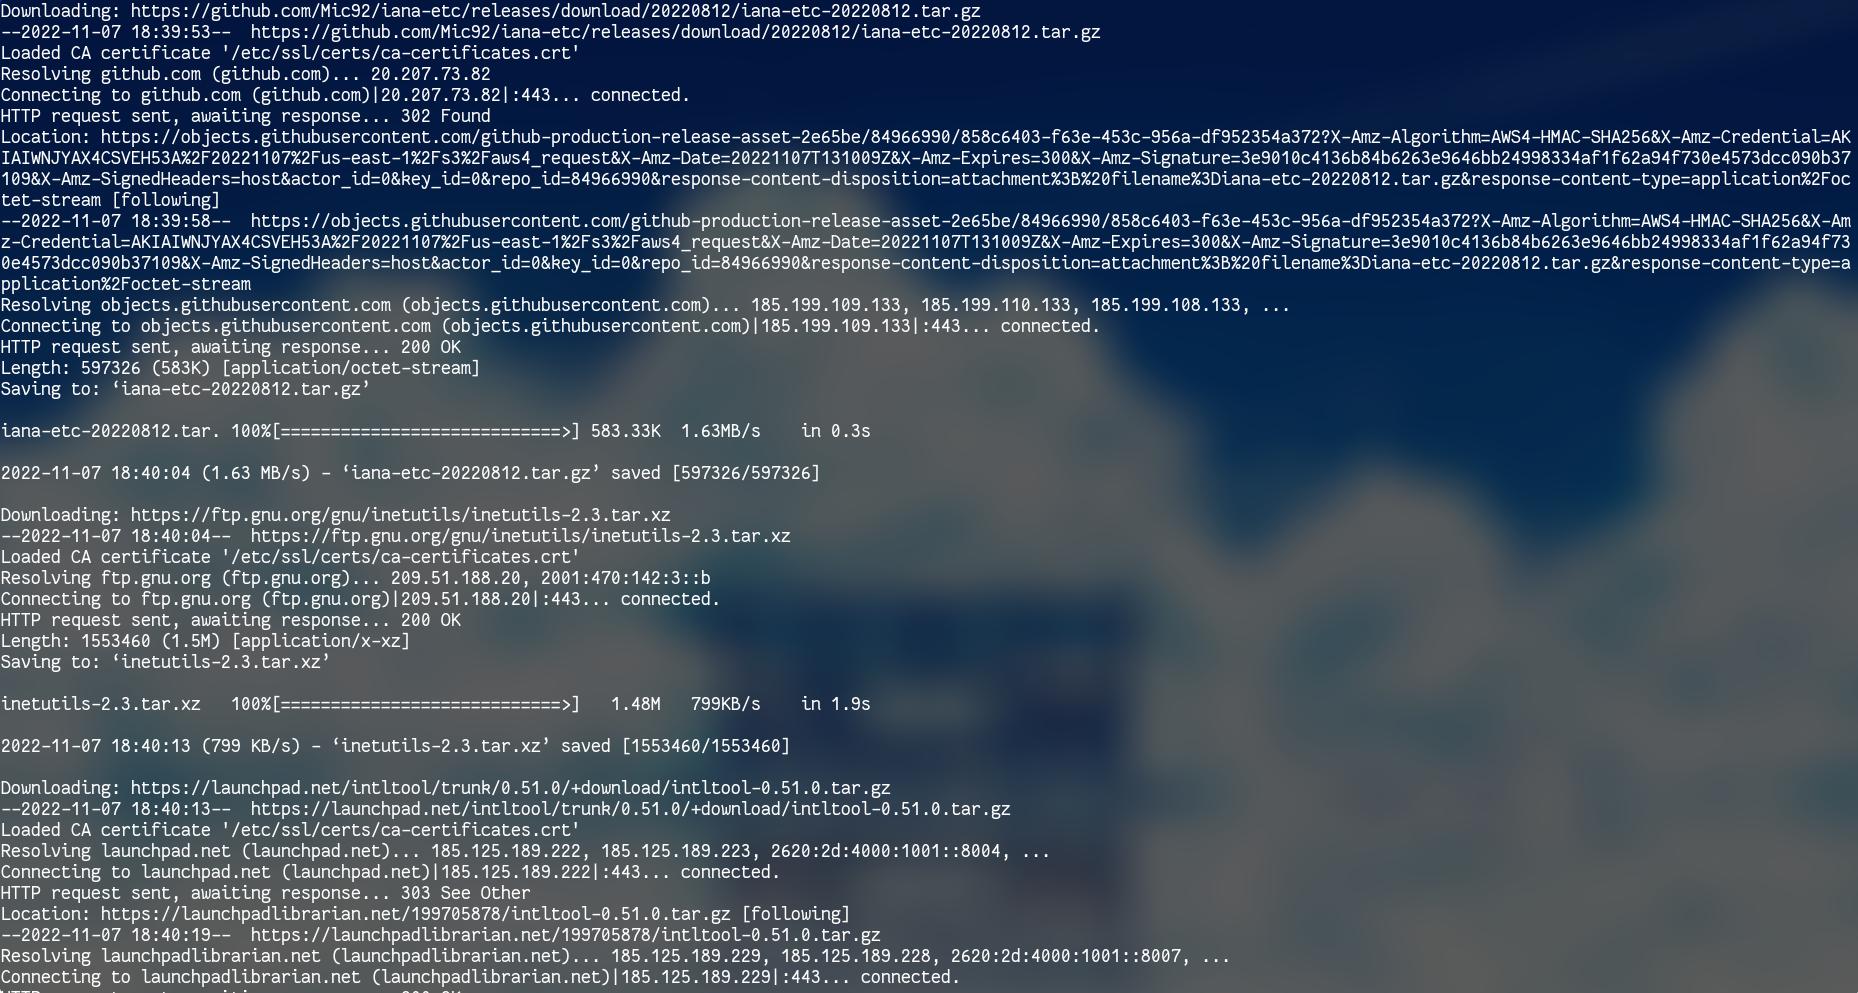 Downloading: https://github.com/Mic92/iana-etc/releases/download/20220812/iana-etc-20220812.tar.gz
--2022-11-07 18:39:53--  https://github.com/Mic92/iana-etc/releases/download/20220812/iana-etc-20220812.tar.gz
Loaded CA certificate '/etc/ssl/certs/ca-certificates.crt'
Resolving github.com (github.com)... 20.207.73.82
Connecting to github.com (github.com)|20.207.73.82|:443... connected.
HTTP request sent, awaiting response... 302 Found
Location: https://objects.githubusercontent.com/github-production-release-asset-2e65be/84966990/858c6403-f63e-453c-956a-df952354a372?X-Amz-Algorithm=AWS4-HMAC-SHA256&X-Amz-Credential=AK
IAIWNJYAX4CSVEH53A%2F20221107%2Fus-east-1%2Fs3%2Faws4_request&X-Amz-Date=20221107T131009Z&X-Amz-Expires=300&X-Amz-Signature=3e9010c4136b84b6263e9646bb24998334af1f62a94f730e4573dcc090b37
109&X-Amz-SignedHeaders=host&actor_id=0&key_id=0&repo_id=84966990&response-content-disposition=attachment%3B%20filename%3Diana-etc-20220812.tar.gz&response-content-type=application%2Foc
tet-stream [following]
--2022-11-07 18:39:58--  https://objects.githubusercontent.com/github-production-release-asset-2e65be/84966990/858c6403-f63e-453c-956a-df952354a372?X-Amz-Algorithm=AWS4-HMAC-SHA256&X-Am
z-Credential=AKIAIWNJYAX4CSVEH53A%2F20221107%2Fus-east-1%2Fs3%2Faws4_request&X-Amz-Date=20221107T131009Z&X-Amz-Expires=300&X-Amz-Signature=3e9010c4136b84b6263e9646bb24998334af1f62a94f73
0e4573dcc090b37109&X-Amz-SignedHeaders=host&actor_id=0&key_id=0&repo_id=84966990&response-content-disposition=attachment%3B%20filename%3Diana-etc-20220812.tar.gz&response-content-type=a
pplication%2Foctet-stream
Resolving objects.githubusercontent.com (objects.githubusercontent.com)... 185.199.109.133, 185.199.110.133, 185.199.108.133, ...
Connecting to objects.githubusercontent.com (objects.githubusercontent.com)|185.199.109.133|:443... connected.
HTTP request sent, awaiting response... 200 OK
Length: 597326 (583K) [application/octet-stream]
Saving to: ‘iana-etc-20220812.tar.gz’

iana-etc-20220812.tar. 100%[============================>] 583.33K  1.63MB/s    in 0.3s

2022-11-07 18:40:04 (1.63 MB/s) - ‘iana-etc-20220812.tar.gz’ saved [597326/597326]

Downloading: https://ftp.gnu.org/gnu/inetutils/inetutils-2.3.tar.xz
--2022-11-07 18:40:04--  https://ftp.gnu.org/gnu/inetutils/inetutils-2.3.tar.xz
Loaded CA certificate '/etc/ssl/certs/ca-certificates.crt'
Resolving ftp.gnu.org (ftp.gnu.org)... 209.51.188.20, 2001:470:142:3::b
Connecting to ftp.gnu.org (ftp.gnu.org)|209.51.188.20|:443... connected.
HTTP request sent, awaiting response... 200 OK
Length: 1553460 (1.5M) [application/x-xz]
Saving to: ‘inetutils-2.3.tar.xz’

inetutils-2.3.tar.xz   100%[============================>]   1.48M   799KB/s    in 1.9s

2022-11-07 18:40:13 (799 KB/s) - ‘inetutils-2.3.tar.xz’ saved [1553460/1553460]

Downloading: https://launchpad.net/intltool/trunk/0.51.0/+download/intltool-0.51.0.tar.gz
--2022-11-07 18:40:13--  https://launchpad.net/intltool/trunk/0.51.0/+download/intltool-0.51.0.tar.gz
Loaded CA certificate '/etc/ssl/certs/ca-certificates.crt'
Resolving launchpad.net (launchpad.net)... 185.125.189.222, 185.125.189.223, 2620:2d:4000:1001::8004, ...
Connecting to launchpad.net (launchpad.net)|185.125.189.222|:443... connected.
HTTP request sent, awaiting response... 303 See Other
Location: https://launchpadlibrarian.net/199705878/intltool-0.51.0.tar.gz [following]
--2022-11-07 18:40:19--  https://launchpadlibrarian.net/199705878/intltool-0.51.0.tar.gz
Resolving launchpadlibrarian.net (launchpadlibrarian.net)... 185.125.189.229, 185.125.189.228, 2620:2d:4000:1001::8007, ...
Connecting to launchpadlibrarian.net (launchpadlibrarian.net)|185.125.189.229|:443... connected.